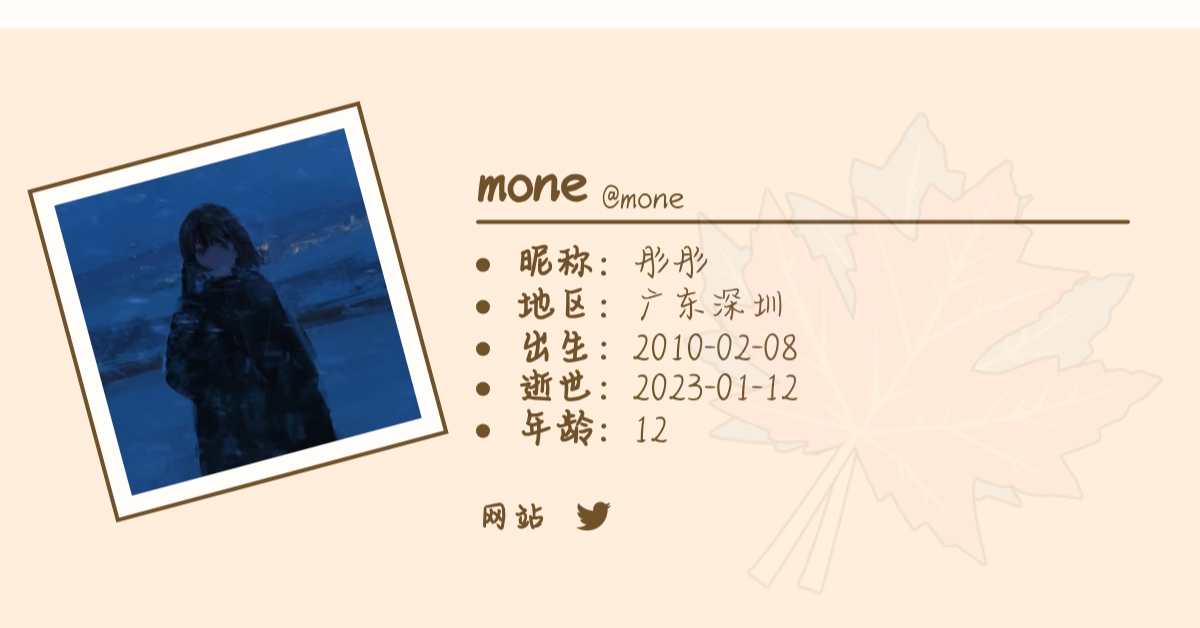 mone @mone
昵称：彤彤
地区：广东深圳
出生：2010-02-08
逝世：2023-01-12
年龄：12
网站